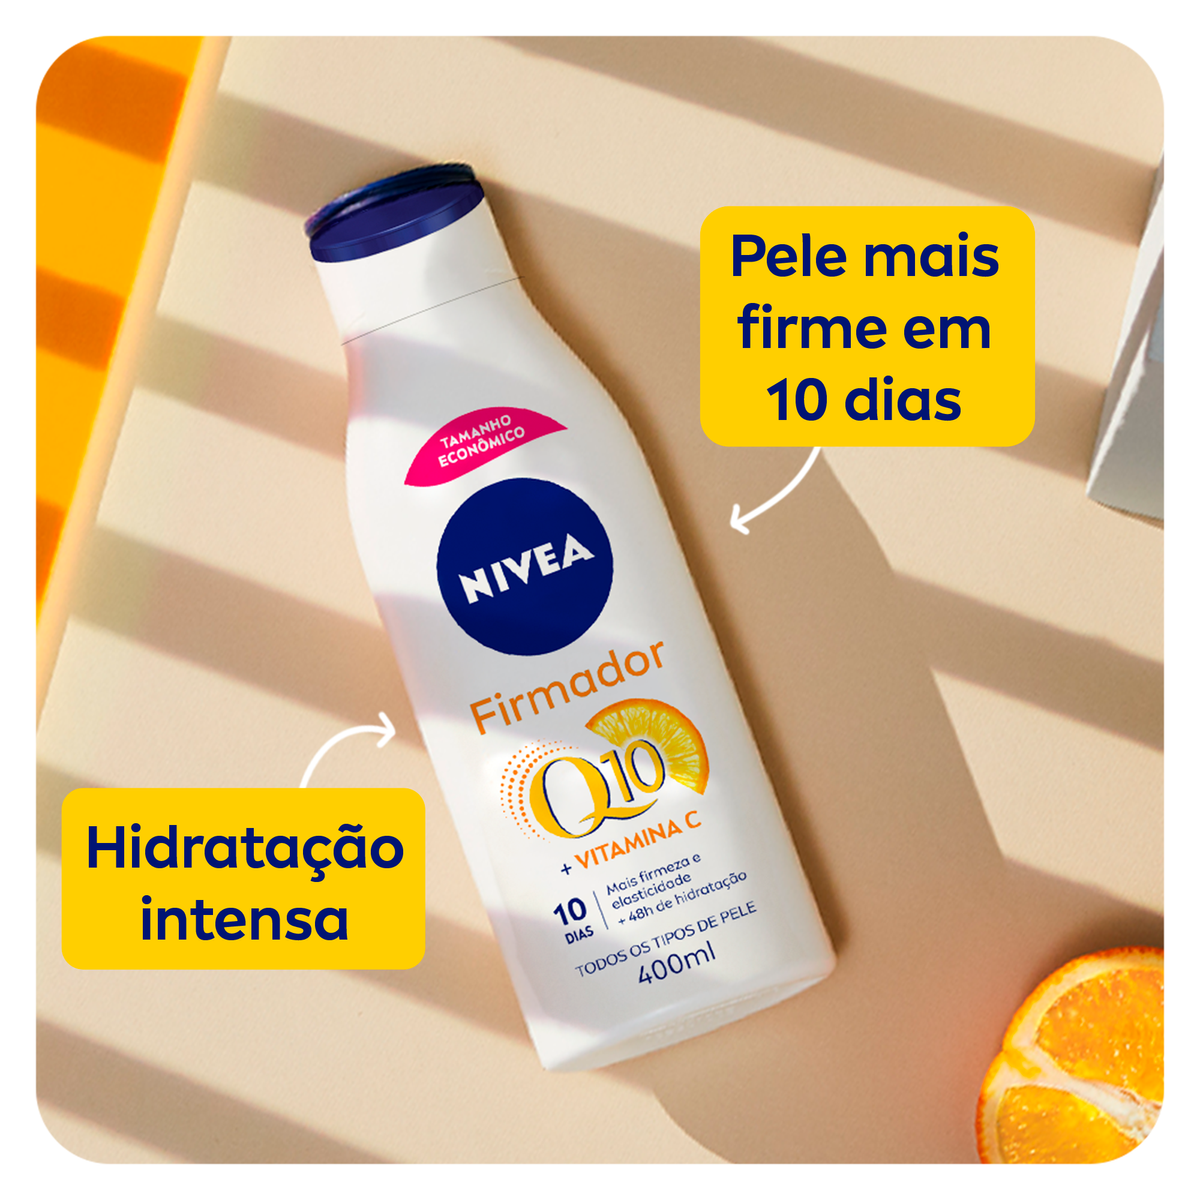 Pele mais
firme em
10 dias
TAMANHO
ECONÔMICO
NIVEA
Firmador
Q10
+ VITAMINA C
10
DIAS
Mais firmeza e
elasticidade
+ 48h de hidratação
TODOS OS TIPOS DE PELE
400ml
Hidratação
intensa